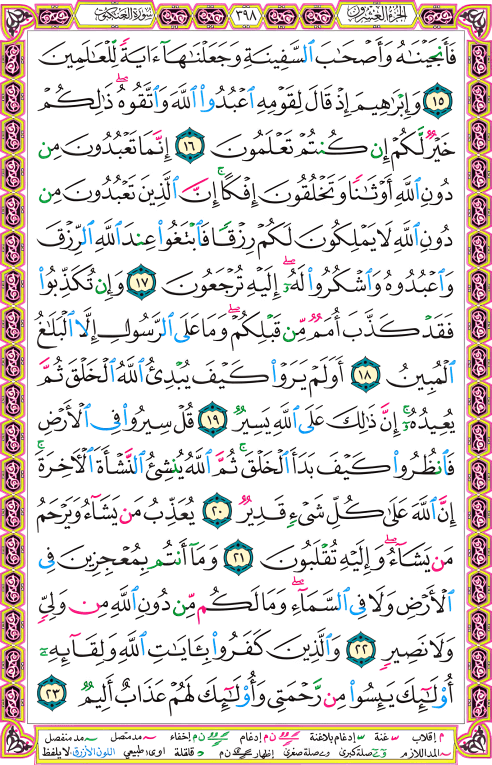 الجزء العشرون ٣٩٨ سورة العنكبوت
فَأَنجَيْنَٰهُ وَأَصْحَٰبَ ٱلسَّفِينَةِ وَجَعَلْنَٰهَآ ءَايَةً لِّلْعَٰلَمِينَ
١٥ وَإِبْرَٰهِيمَ إِذْ قَالَ لِقَوْمِهِ ٱعْبُدُوا۟ ٱللَّهَ وَٱتَّقُوهُ ۖ ذَٰلِكُمْ
خَيْرٌ لَّكُمْ إِن كُنتُمْ تَعْلَمُونَ ١٦ إِنَّمَا تَعْبُدُونَ مِن
دُونِ ٱللَّهِ أَوْثَٰنًا وَتَخْلُقُونَ إِفْكًا ۚ إِنَّ ٱلَّذِينَ تَعْبُدُونَ مِن
دُونِ ٱللَّهِ لَا يَمْلِكُونَ لَكُمْ رِزْقًا فَٱبْتَغُوا۟ عِندَ ٱللَّهِ ٱلرِّزْقَ
وَٱعْبُدُوهُ وَٱشْكُرُوا۟ لَهُۥٓ ۖ إِلَيْهِ تُرْجَعُونَ ١٧ وَإِن تُكَذِّبُوا۟
فَقَدْ كَذَّبَ أُمَمٌ مِّن قَبْلِكُمْ ۖ وَمَا عَلَى ٱلرَّسُولِ إِلَّا ٱلْبَلَٰغُ
ٱلْمُبِينُ ١٨ أَوَلَمْ يَرَوْا۟ كَيْفَ يُبْدِئُ ٱللَّهُ ٱلْخَلْقَ ثُمَّ
يُعِيدُهُۥٓ ۚ إِنَّ ذَٰلِكَ عَلَى ٱللَّهِ يَسِيرٌ ١٩ قُلْ سِيرُوا۟ فِى ٱلْأَرْضِ
فَٱنظُرُوا۟ كَيْفَ بَدَأَ ٱلْخَلْقَ ۚ ثُمَّ ٱللَّهُ يُنشِئُ ٱلنَّشْأَةَ ٱلْءَاخِرَةَ ۚ
إِنَّ ٱللَّهَ عَلَىٰ كُلِّ شَىْءٍ قَدِيرٌ ٢٠ يُعَذِّبُ مَن يَشَآءُ وَيَرْحَمُ
مَن يَشَآءُ ۖ وَإِلَيْهِ تُقْلَبُونَ ٢١ وَمَآ أَنتُم بِمُعْجِزِينَ فِى
ٱلْأَرْضِ وَلَا فِى ٱلسَّمَآءِ ۖ وَمَا لَكُم مِّن دُونِ ٱللَّهِ مِن وَلِىٍّ
وَلَا نَصِيرٍ ٢٢ وَٱلَّذِينَ كَفَرُوا۟ بِـَٔايَٰتِ ٱللَّهِ وَلِقَآئِهِۦٓ
أُو۟لَٰٓئِكَ يَئِسُوا۟ مِن رَّحْمَتِى وَأُو۟لَٰٓئِكَ لَهُمْ عَذَابٌ أَلِيمٌ ٢٣
م إقلاب س غنة س إدغام بلاغنة ن م إدغام ن م إخفاء ـه مد متصل ـه مد منفصل
ـه المد اللازم صلة كبرى وے صلة صغرى ن م إظهار قلقلة اوى: طبيعي اللون الأزرق: لا يلفظ